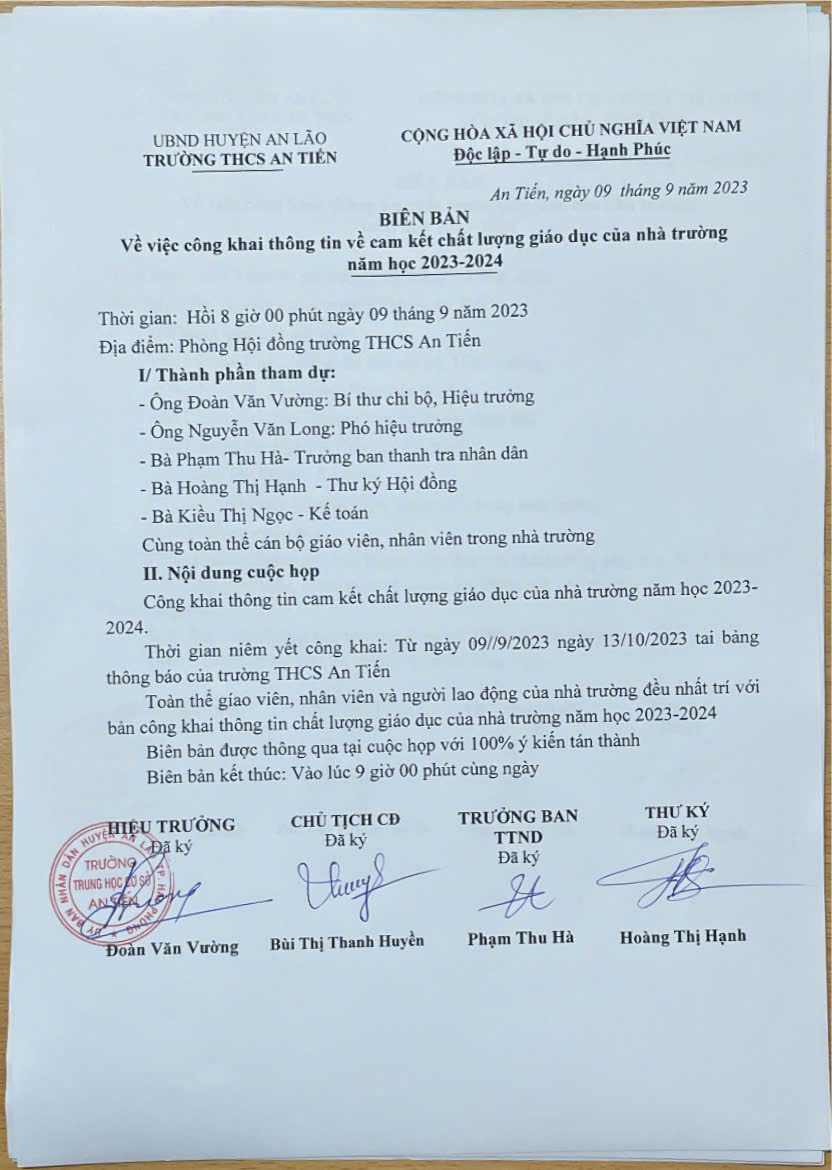 UBND HUYỆN AN LÃO
TRƯỜNG THCS AN TIẾN
CỘNG HÒA XÃ HỘI CHỦ NGHĨA VIỆT NAM
Độc lập - Tự do - Hạnh Phúc
An Tiến, ngày 09 tháng 9 năm 2023
BIÊN BẢN
Về việc công khai thông tin về cam kết chất lượng giáo dục của nhà trường
năm học 2023-2024
Thời gian: Hồi 8 giờ 00 phút ngày 09 tháng 9 năm 2023
Địa điểm: Phòng Hội đồng trường THCS An Tiến
I/ Thành phần tham dự:
- Ông Đoàn Văn Vường: Bí thư chi bộ, Hiệu trưởng
- Ông Nguyễn Văn Long: Phó hiệu trưởng
- Bà Phạm Thu Hà- Trưởng ban thanh tra nhân dân
- Bà Hoàng Thị Hạnh - Thư ký Hội đồng
- Bà Kiều Thị Ngọc - Kế toán
Cùng toàn thể cán bộ giáo viên, nhân viên trong nhà trường
II. Nội dung cuộc họp
Công khai thông tin cam kết chất lượng giáo dục của nhà trường năm học 2023-
2024.
Thời gian niêm yết công khai: Từ ngày 09//9/2023 ngày 13/10/2023 tai bảng
thông báo của trường THCS An Tiến
Toàn thể gíao viên, nhân viên và người lao động của nhà trường đều nhất trí với
bản công khai thông tin chất lượng giáo dục của nhà trường năm học 2023-2024
Biên bản được thông qua tại cuộc họp với 100% ý kiến tán thành
Biên bản kết thúc: Vào lúc 9 giờ 00 phút cùng ngày
HIỆU TRƯỞNG
Đã ký
CHỦ TỊCH CĐ
Đã ký
TRƯỞNG BAN
TTND
Đã ký
THƯ KÝ
Đã ký
ỦY BAN NHÂN DÂN HUYỆN AN LÃO TP. HẢI PHÒNG
TRƯỜNG
TRUNG HỌC CƠ SỞ
AN TIẾN
Đoàn Văn Vường
Bùi Thị Thanh Huyền
Phạm Thu Hà
Hoàng Thị Hạnh